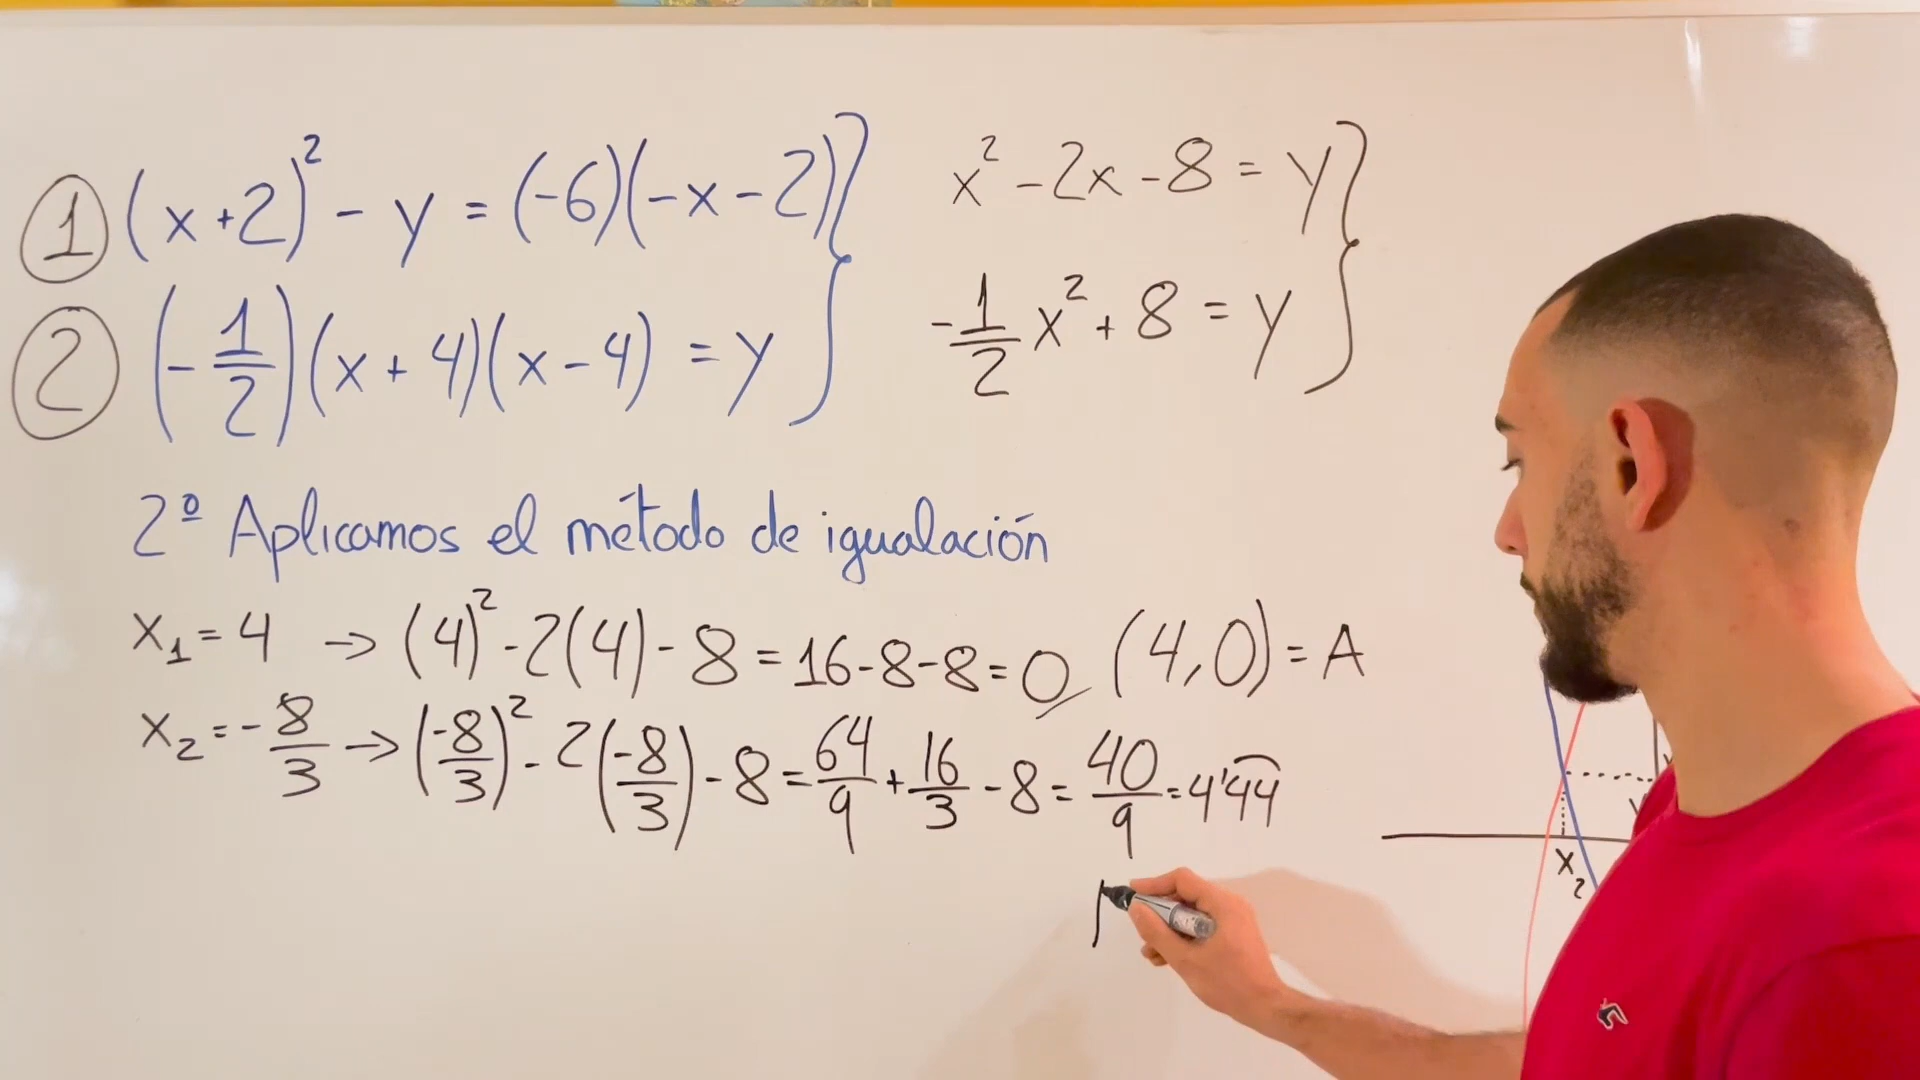 ① (x+2)² - y = (-6)(-x-2)
② (-1/2)(x+4)(x-4) = y
x² - 2x - 8 = y
-1/2 x² + 8 = y
2º Aplicamos el método de igualación
x₁ = 4 → (4)² - 2(4) - 8 = 16 - 8 - 8 = 0 (4,0) = A
x₂ = -8/3 → (-8/3)² - 2(-8/3) - 8 = 64/9 + 16/3 - 8 = 40/9 = 4'44
x₂